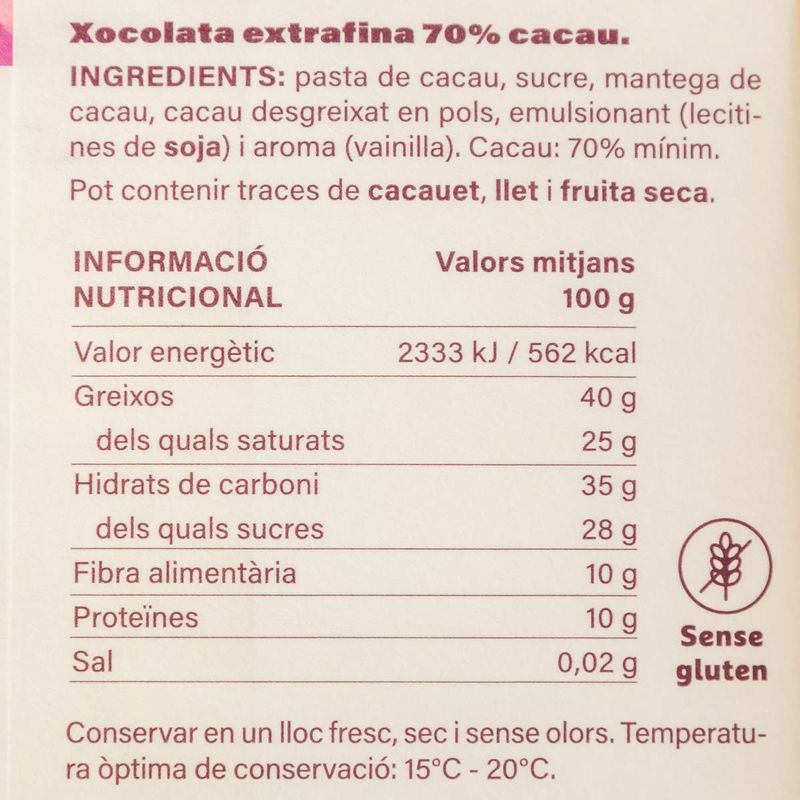 Xocolata extrafina 70% cacau.
INGREDIENTS: pasta de cacau, sucre, mantega de
cacau, cacau desgreixat en pols, emulsionant (leciti-
nes de soja) i aroma (vainilla). Cacau: 70% mínim.
Pot contenir traces de cacauet, llet i fruita seca.
INFORMACIÓ Valors mitjans
NUTRICIONAL 100 g
Valor energètic 2333 kJ / 562 kcal
Greixos 40 g
dels quals saturats 25 g
Hidrats de carboni 35 g
dels quals sucres 28 g
Fibra alimentària 10 g
Proteïnes 10 g
Sal 0,02 g
Sense
gluten
Conservar en un lloc fresc, sec i sense olors. Temperatu-
ra òptima de conservació: 15°C - 20°C.